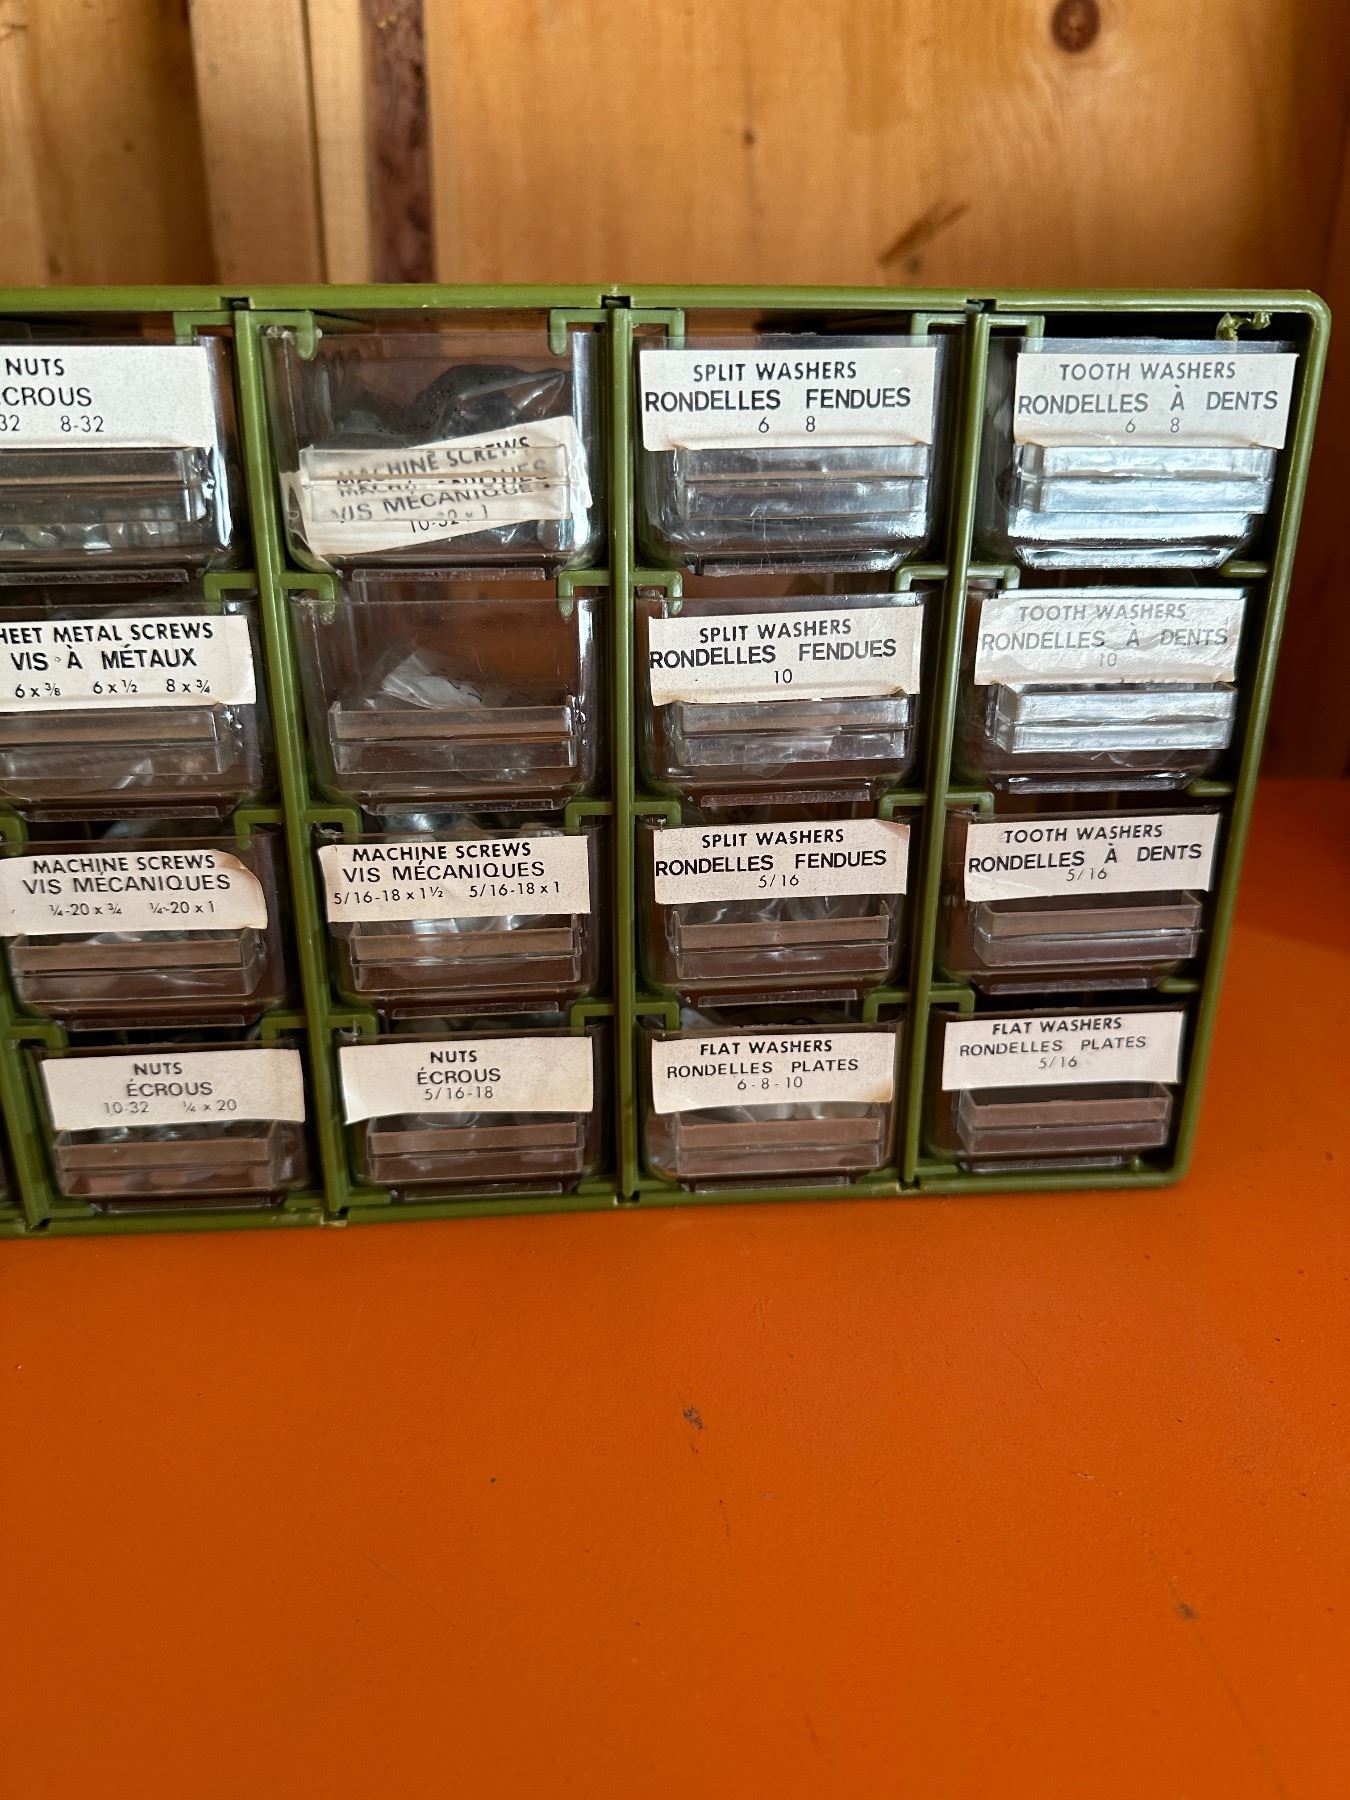 NUTS
CROUS
32 8-32
MACHINE SCREWS
VIS MÉCANIQUE
10-32 x 1
SPLIT WASHERS
RONDELLES FENDUES
6 8
TOOTH WASHERS
RONDELLES À DENTS
6 8
HEET METAL SCREWS
VIS À MÉTAUX
6 x 3/8 6 x 1/2 8 x 3/4
SPLIT WASHERS
RONDELLES FENDUES
10
TOOTH WASHERS
RONDELLES À DENTS
10
MACHINE SCREWS
VIS MÉCANIQUES
1/4-20 x 3/4 1/4-20 x 1
MACHINE SCREWS
VIS MÉCANIQUES
5/16-18 x 1 1/2 5/16-18 x 1
SPLIT WASHERS
RONDELLES FENDUES
5/16
TOOTH WASHERS
RONDELLES À DENTS
5/16
NUTS
ÉCROUS
10-32 1/4 x 20
NUTS
ÉCROUS
5/16-18
FLAT WASHERS
RONDELLES PLATES
6-8-10
FLAT WASHERS
RONDELLES PLATES
5/16